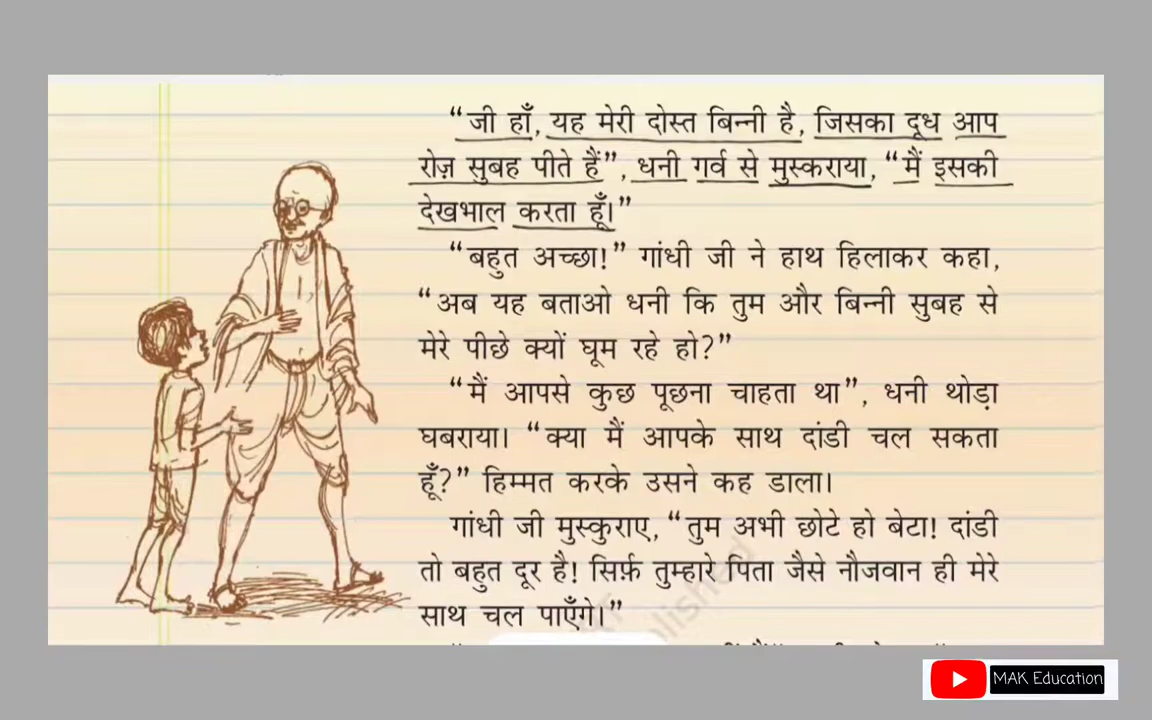 “जी हाँ, यह मेरी दोस्त बिन्नी है, जिसका दूध आप
रोज़ सुबह पीते हैं”, धनी गर्व से मुस्कराया, “मैं इसकी
देखभाल करता हूँ।”
“बहुत अच्छा!” गांधी जी ने हाथ हिलाकर कहा,
“अब यह बताओ धनी कि तुम और बिन्नी सुबह से
मेरे पीछे क्यों घूम रहे हो?”
“मैं आपसे कुछ पूछना चाहता था”, धनी थोड़ा
घबराया। “क्या मैं आपके साथ दांडी चल सकता
हूँ?” हिम्मत करके उसने कह डाला।
गांधी जी मुस्कुराए, “तुम अभी छोटे हो बेटा! दांडी
तो बहुत दूर है! सिर्फ़ तुम्हारे पिता जैसे नौजवान ही मेरे
साथ चल पाएँगे।”
MAK Education